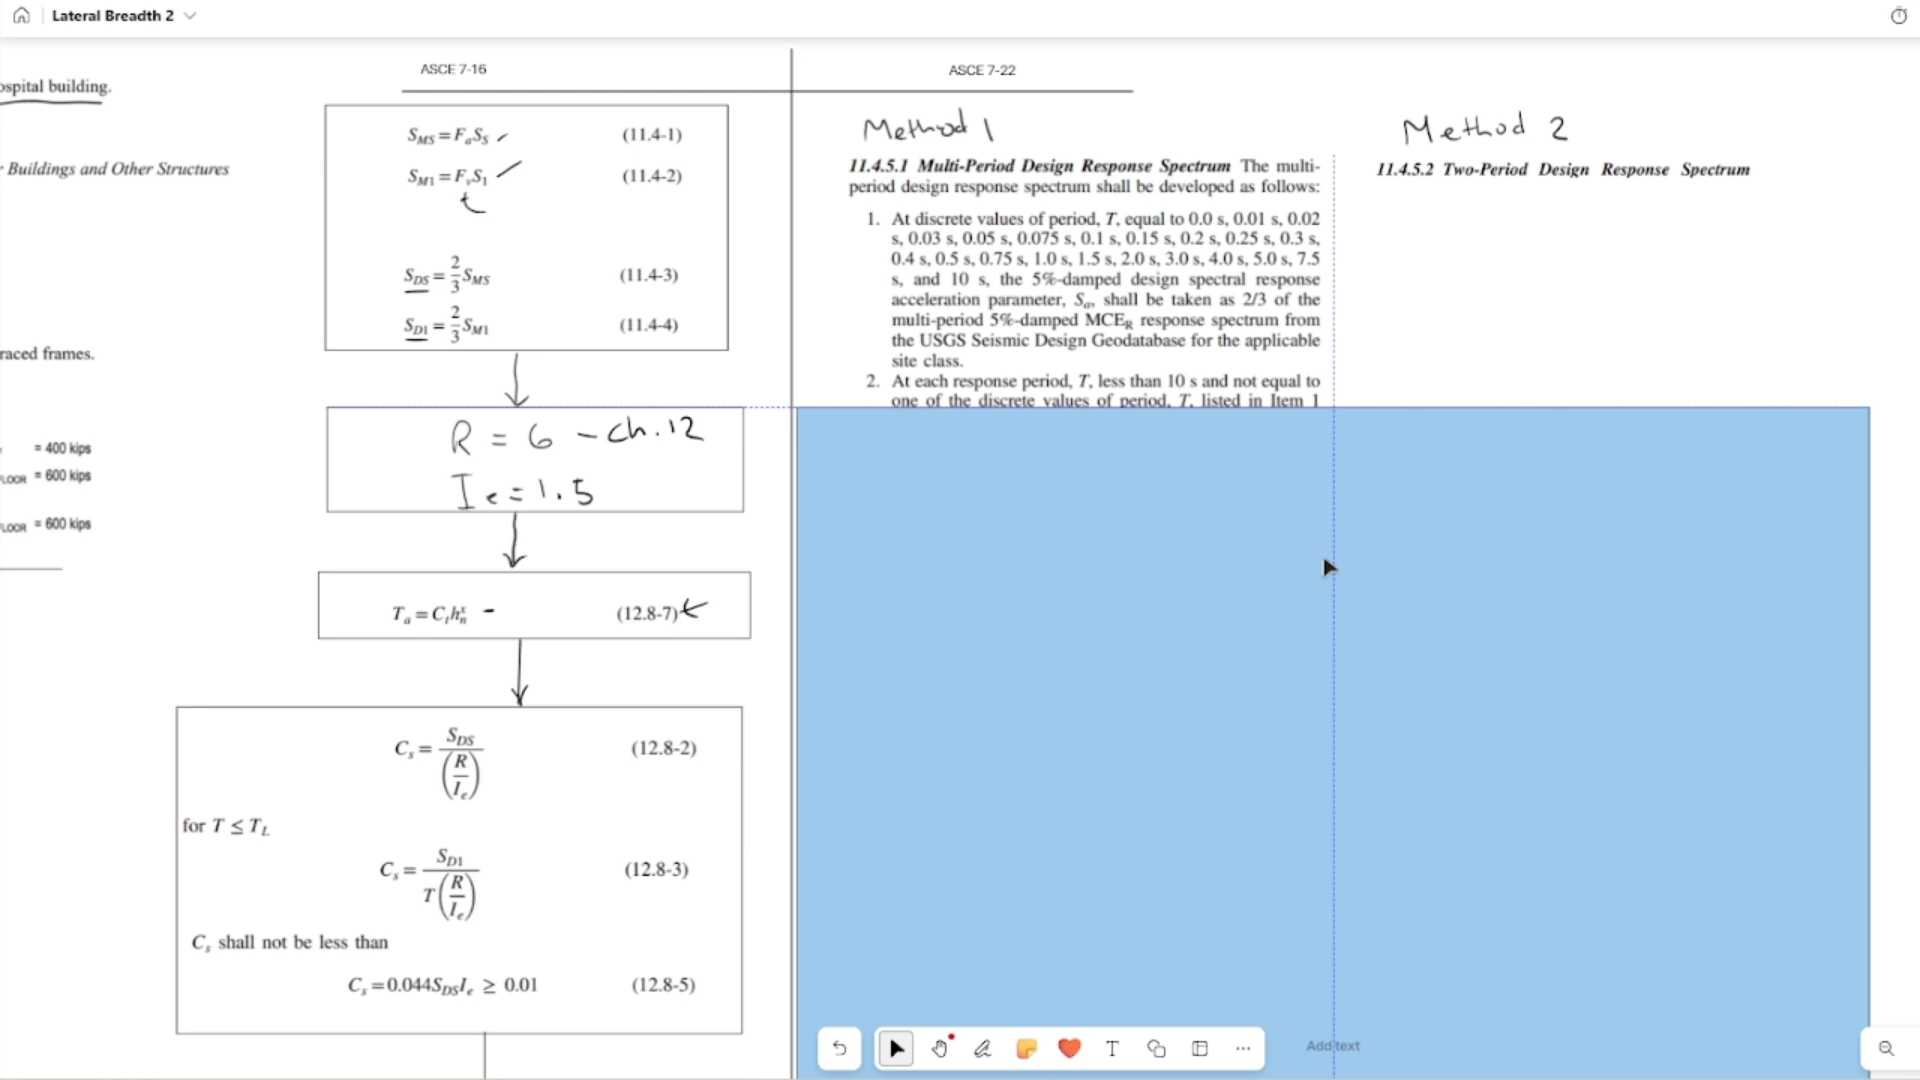 Lateral Breadth 2
ospital building.
Buildings and Other Structures
raced frames.
= 400 kips
LOOR = 600 kips
LOOR = 600 kips
ASCE 7-16
S_MS = F_a S_S (11.4-1)
S_M1 = F_v S_1 (11.4-2)
S_DS = 2/3 S_MS (11.4-3)
S_D1 = 2/3 S_M1 (11.4-4)
R = 6 - ch.12
I_e = 1.5
T_a = C_t h_n^x - (12.8-7)
C_s = S_DS / (R / I_e) (12.8-2)
for T ≤ T_L
C_s = S_D1 / T(R / I_e) (12.8-3)
C_s shall not be less than
C_s = 0.044S_DS I_e ≥ 0.01 (12.8-5)
ASCE 7-22
Method 1
11.4.5.1 Multi-Period Design Response Spectrum The multi-
period design response spectrum shall be developed as follows:
1. At discrete values of period, T, equal to 0.0 s, 0.01 s, 0.02
s, 0.03 s, 0.05 s, 0.075 s, 0.1 s, 0.15 s, 0.2 s, 0.25 s, 0.3 s,
0.4 s, 0.5 s, 0.75 s, 1.0 s, 1.5 s, 2.0 s, 3.0 s, 4.0 s, 5.0 s, 7.5
s, and 10 s, the 5%-damped design spectral response
acceleration parameter, S_a, shall be taken as 2/3 of the
multi-period 5%-damped MCE_R response spectrum from
the USGS Seismic Design Geodatabase for the applicable
site class.
2. At each response period, T, less than 10 s and not equal to
one of the discrete values of period, T, listed in Item 1
Method 2
11.4.5.2 Two-Period Design Response Spectrum
T
Add text